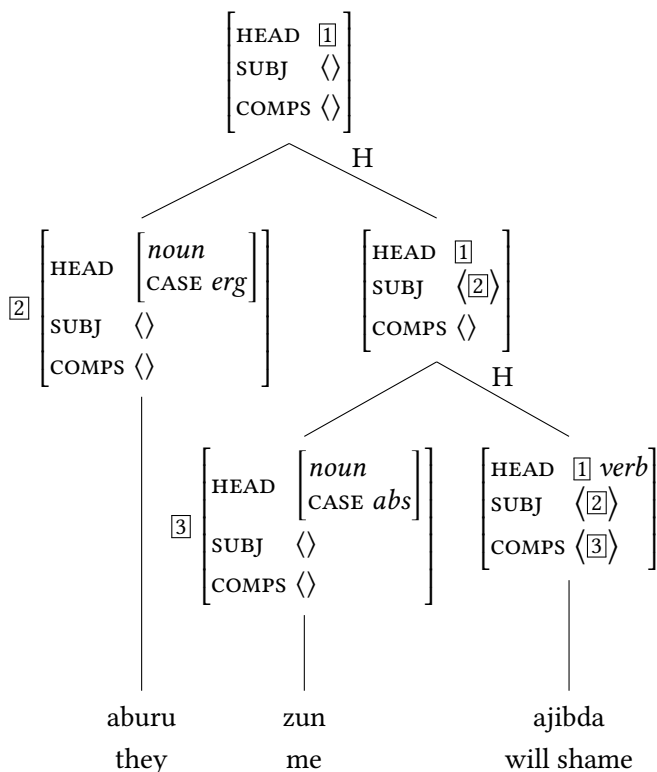 HEAD 1
SUBJ ⟨⟩
COMPS ⟨⟩
H
2
HEAD noun
CASE erg
SUBJ ⟨⟩
COMPS ⟨⟩
HEAD 1
SUBJ ⟨2⟩
COMPS ⟨⟩
H
3
HEAD noun
CASE abs
SUBJ ⟨⟩
COMPS ⟨⟩
HEAD 1 verb
SUBJ ⟨2⟩
COMPS ⟨3⟩
aburu zun ajibda
they me will shame